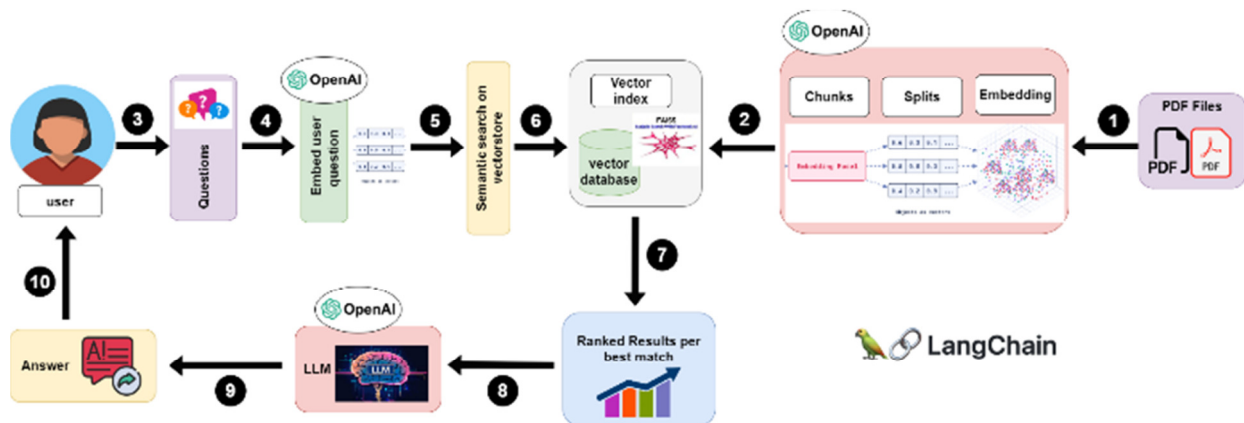 OpenAI
Chunks
Splits
Embedding
PDF Files
PDF
PDF
1
2
Vector
index
vector
database
user
3
Questions
4
OpenAI
Embed user
question
5
Semantic search on
vectorstore
6
7
Ranked Results per
best match
8
OpenAI
LLM
LLM
9
Answer
AI
10
LangChain